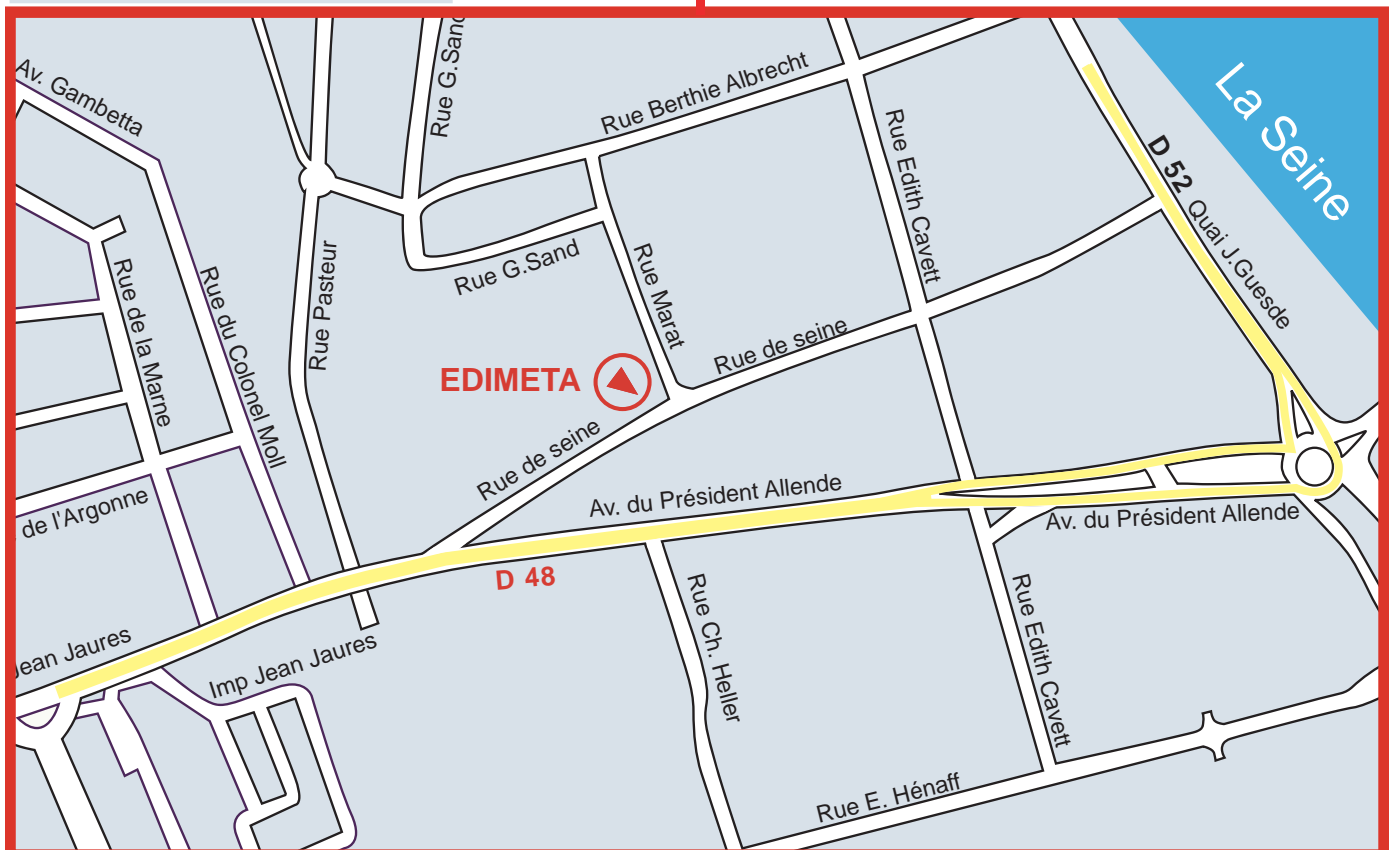 Av. Gambetta
Rue G.Sand
Rue Berthie Albrecht
La Seine
D 52 Quai J.Guesde
Rue Edith Cavett
Rue de la Marne
Rue du Colonel Moll
Rue Pasteur
Rue G.Sand
Rue Marat
EDIMETA
Rue de seine
Rue de seine
de l'Argonne
Av. du Président Allende
Av. du Président Allende
D 48
Jean Jaures
Imp Jean Jaures
Rue Ch. Heller
Rue Edith Cavett
Rue E. Hénaff